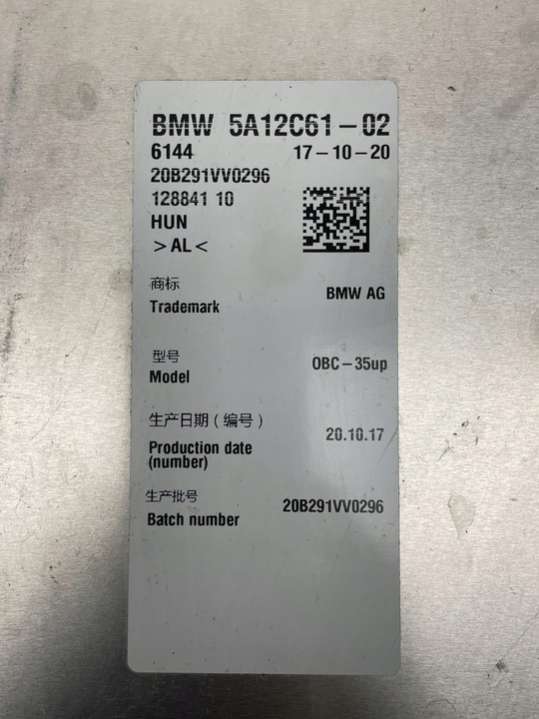 BMW 5A12C61-02
6144 17-10-20
20B291VV0296
128841 10
HUN
>AL<
商标
Trademark BMW AG
型号
Model OBC-35up
生产日期(编号)
Production date 20.10.17
(number)
生产批号
Batch number 20B291VV0296